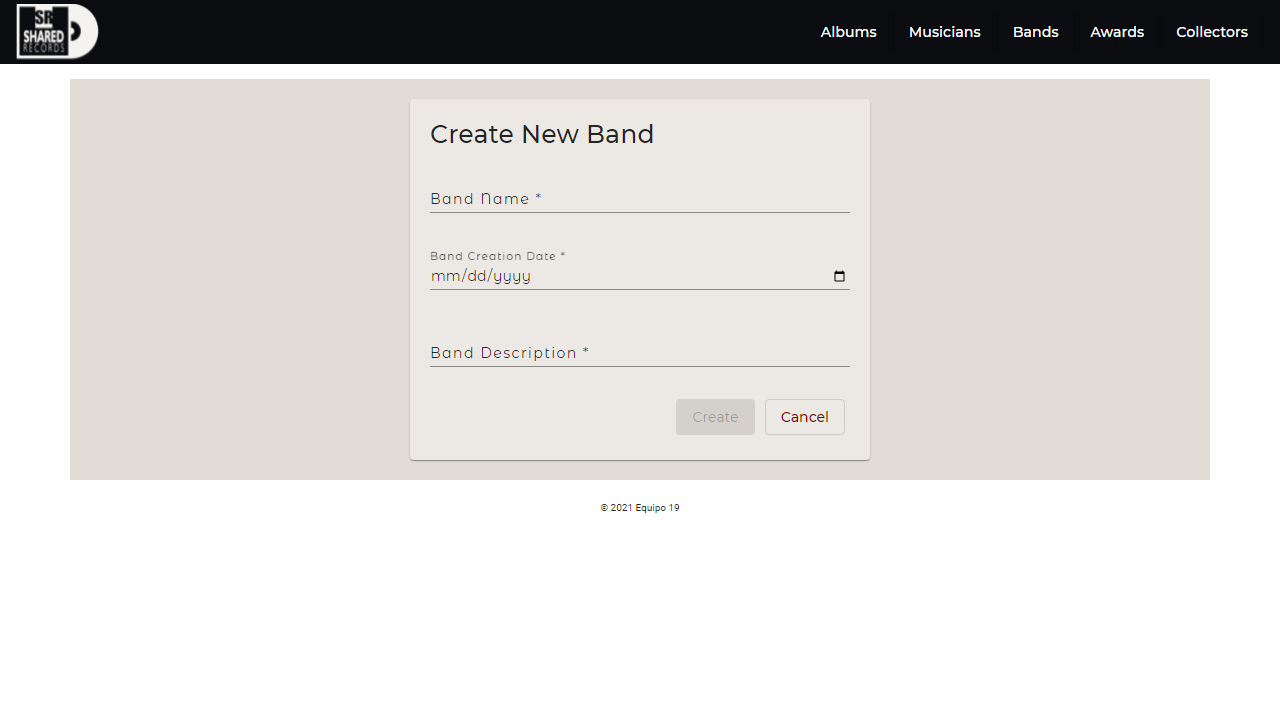 SR
SHARED
RECORDS
Albums
Musicians
Bands
Awards
Collectors
Create New Band
Band Name *
Band Creation Date *
mm/dd/yyyy
Band Description *
Create
Cancel
© 2021 Equipo 19